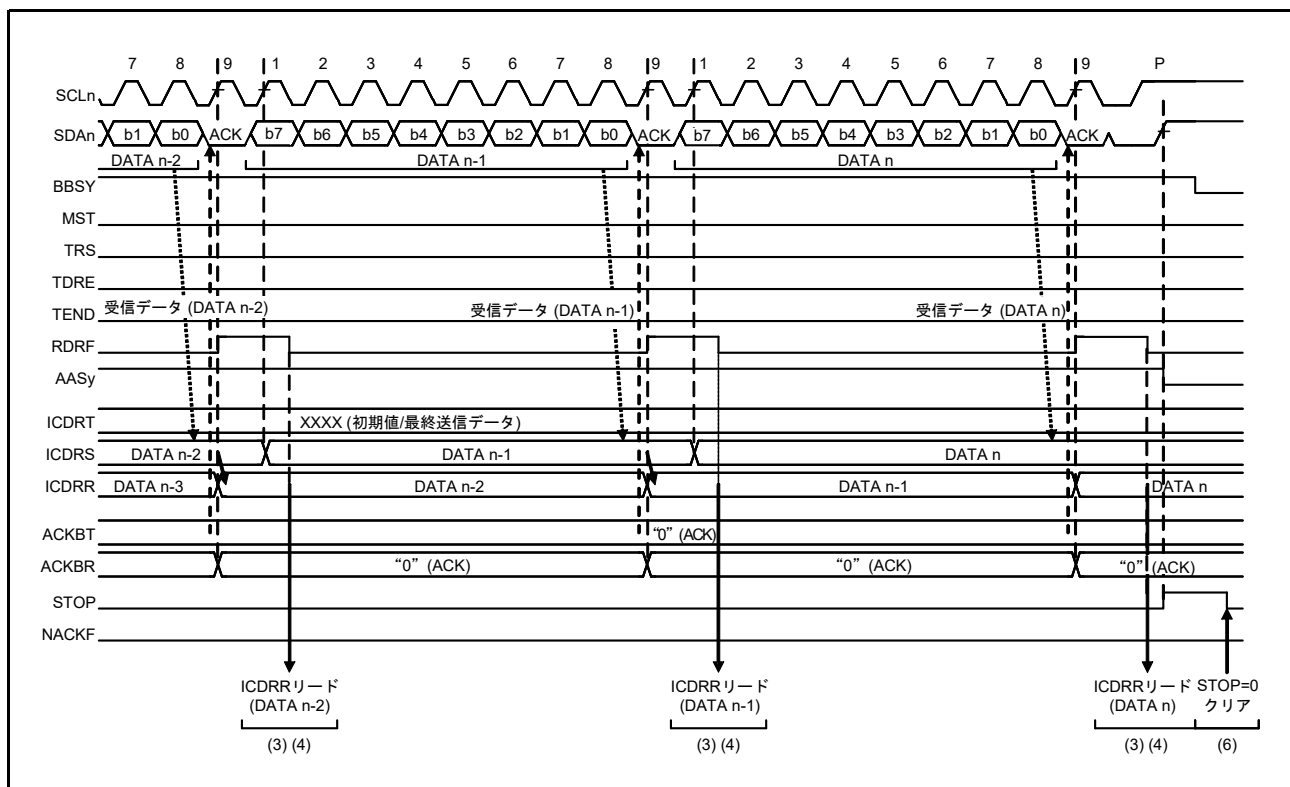 7 8 9 1 2 3 4 5 6 7 8 9 1 2 3 4 5 6 7 8 9 P
SCLn
SDAn b1 b0 ACK b7 b6 b5 b4 b3 b2 b1 b0 ACK b7 b6 b5 b4 b3 b2 b1 b0 ACK
DATA n-2 DATA n-1 DATA n
BBSY
MST
TRS
TDRE
TEND
受信データ (DATA n-2) 受信データ (DATA n-1) 受信データ (DATA n)
RDRF
AASy
ICDRT XXXX (初期値/最終送信データ)
ICDRS DATA n-2 DATA n-1 DATA n
ICDRR DATA n-3 DATA n-2 DATA n-1 DATA n
ACKBT “0” (ACK)
ACKBR “0” (ACK) “0” (ACK) “0” (ACK)
STOP
NACKF
ICDRRリード ICDRRリード ICDRRリード STOP=0
(DATA n-2) (DATA n-1) (DATA n) クリア
(3) (4) (3) (4) (3) (4) (6)